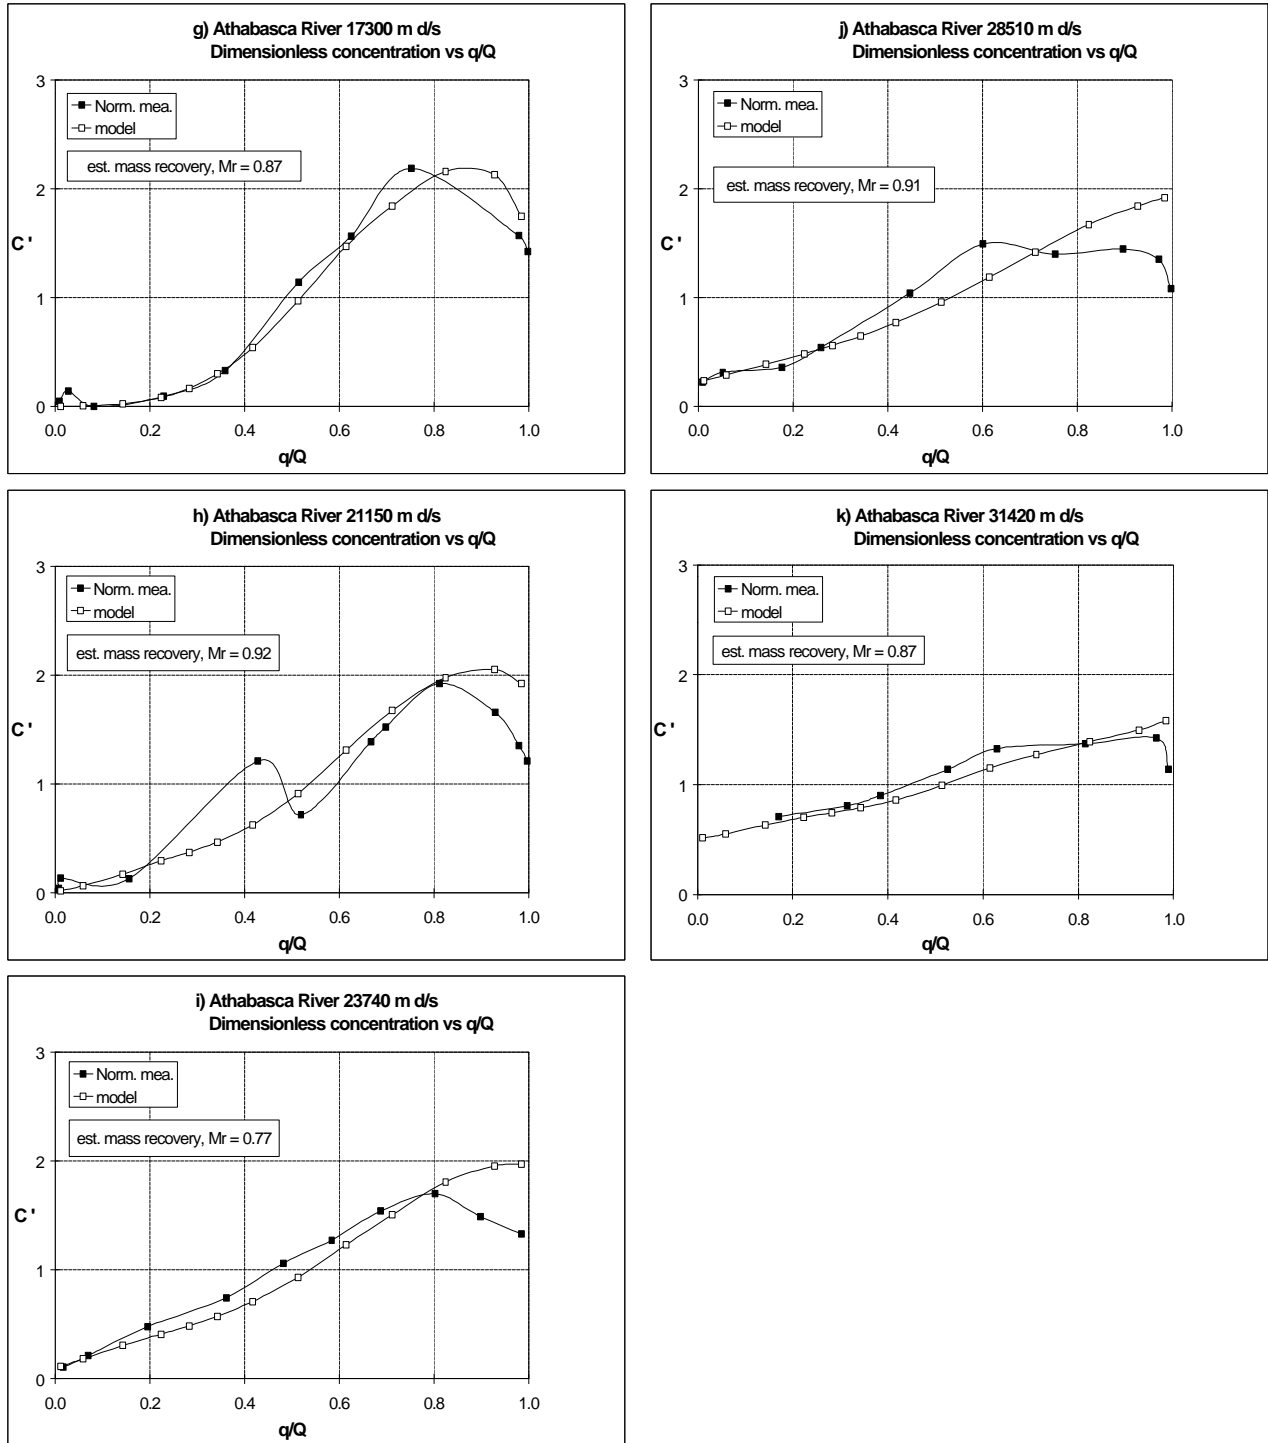 g) Athabasca River 17300 m d/s
Dimensionless concentration vs q/Q
3
Norm. mea.
model
est. mass recovery, Mr = 0.87
2
C '
1
0
0.0 0.2 0.4 0.6 0.8 1.0
q/Q
h) Athabasca River 21150 m d/s
Dimensionless concentration vs q/Q
3
Norm. mea.
model
est. mass recovery, Mr = 0.92
2
C '
1
0
0.0 0.2 0.4 0.6 0.8 1.0
q/Q
i) Athabasca River 23740 m d/s
Dimensionless concentration vs q/Q
3
Norm. mea.
model
est. mass recovery, Mr = 0.77
2
C '
1
0
0.0 0.2 0.4 0.6 0.8 1.0
q/Q
j) Athabasca River 28510 m d/s
Dimensionless concentration vs q/Q
3
Norm. mea.
model
est. mass recovery, Mr = 0.91
2
C '
1
0
0.0 0.2 0.4 0.6 0.8 1.0
q/Q
k) Athabasca River 31420 m d/s
Dimensionless concentration vs q/Q
3
Norm. mea.
model
est. mass recovery, Mr = 0.87
2
C '
1
0
0.0 0.2 0.4 0.6 0.8 1.0
q/Q